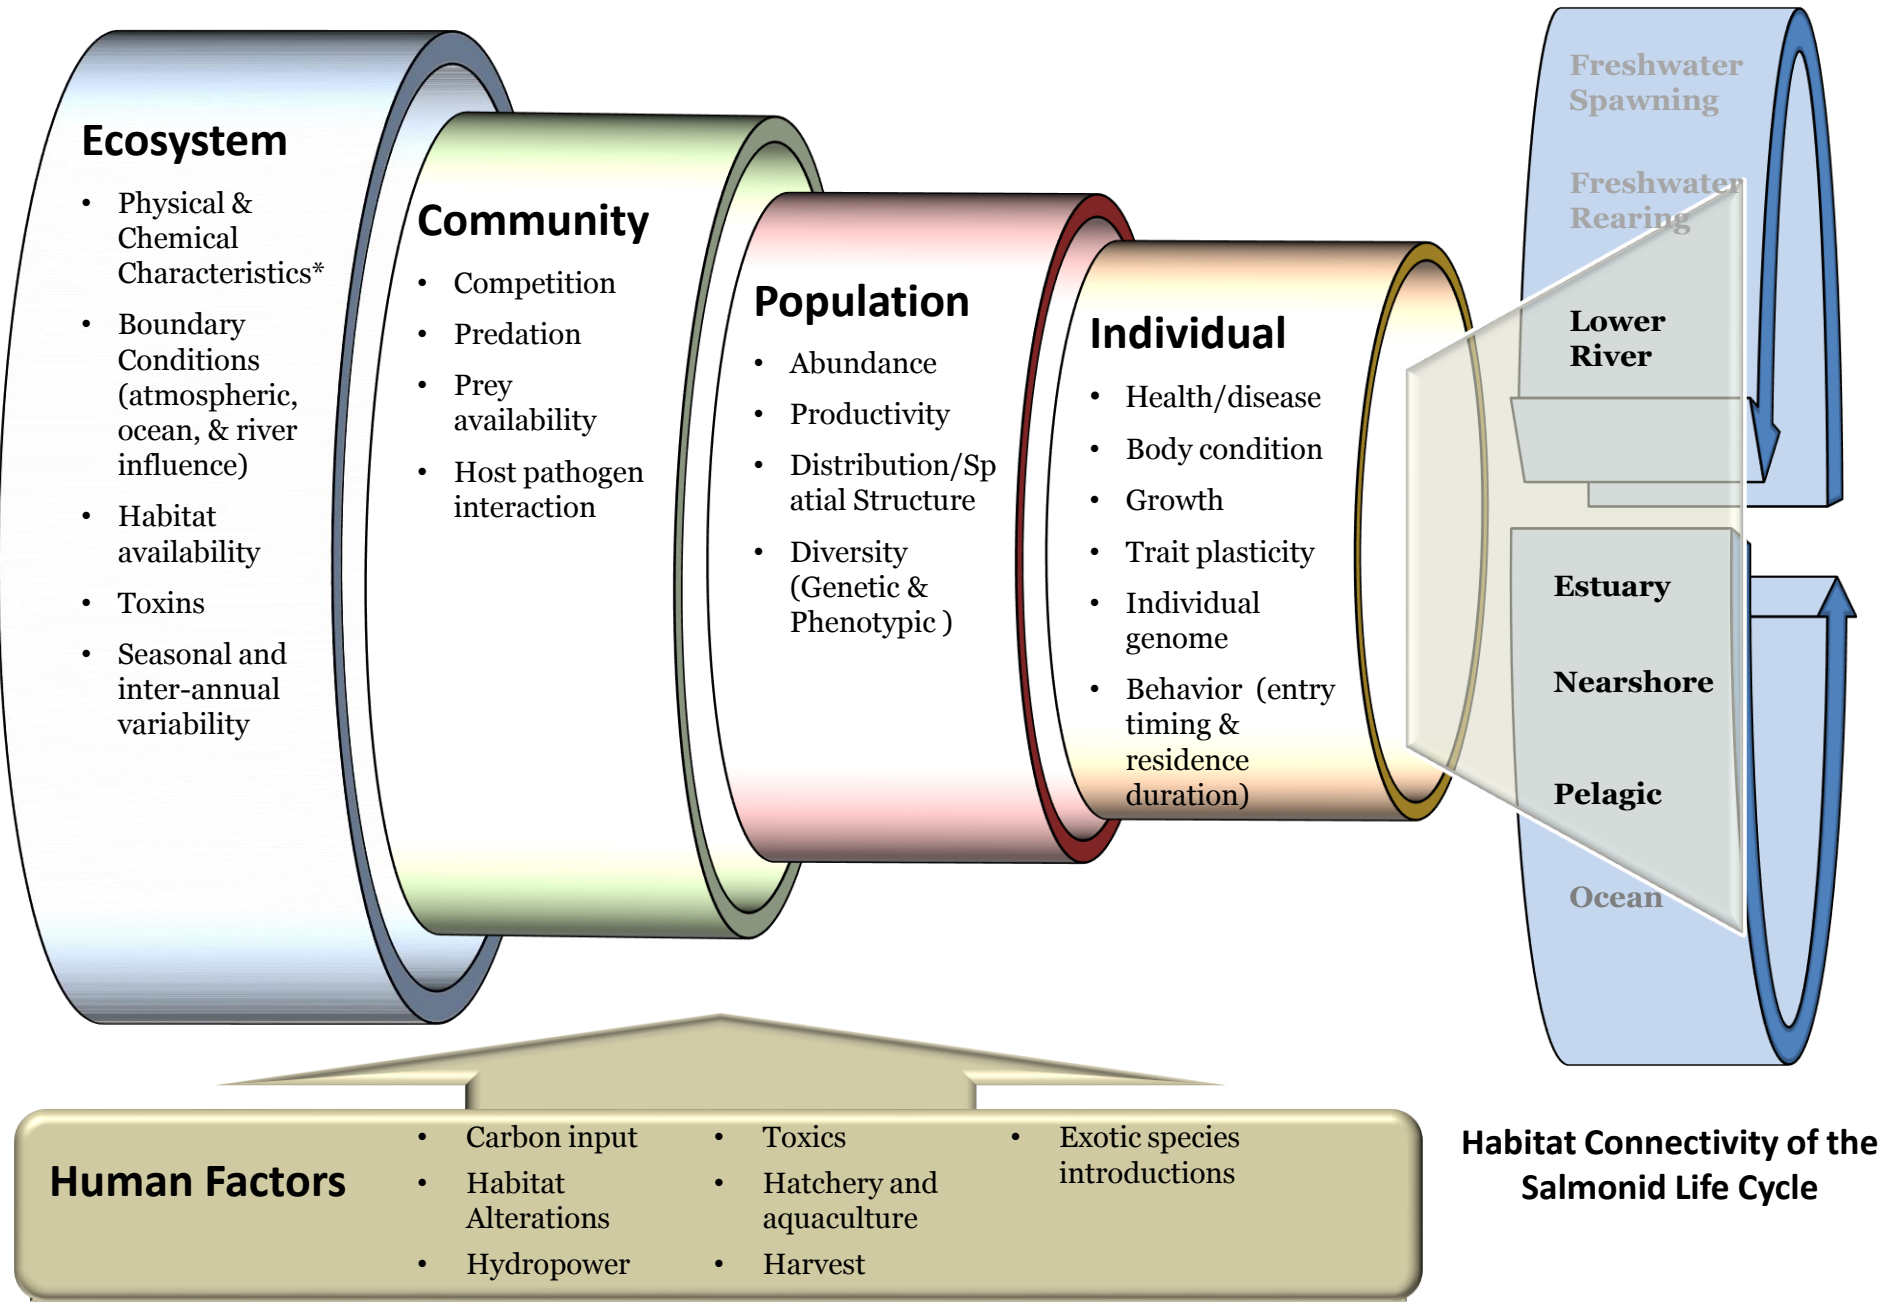 Ecosystem
• Physical &
Chemical
Characteristics*
• Boundary
Conditions
(atmospheric,
ocean, & river
influence)
• Habitat
availability
• Toxins
• Seasonal and
inter-annual
variability
Community
• Competition
• Predation
• Prey
availability
• Host pathogen
interaction
Population
• Abundance
• Productivity
• Distribution/Sp
atial Structure
• Diversity
(Genetic &
Phenotypic )
Individual
• Health/disease
• Body condition
• Growth
• Trait plasticity
• Individual
genome
• Behavior (entry
timing &
residence
duration)
Freshwater
Spawning
Freshwater
Rearing
Lower
River
Estuary
Nearshore
Pelagic
Ocean
Human Factors
• Carbon input
• Habitat
Alterations
• Hydropower
• Toxics
• Hatchery and
aquaculture
• Harvest
• Exotic species
introductions
Habitat Connectivity of the
Salmonid Life Cycle